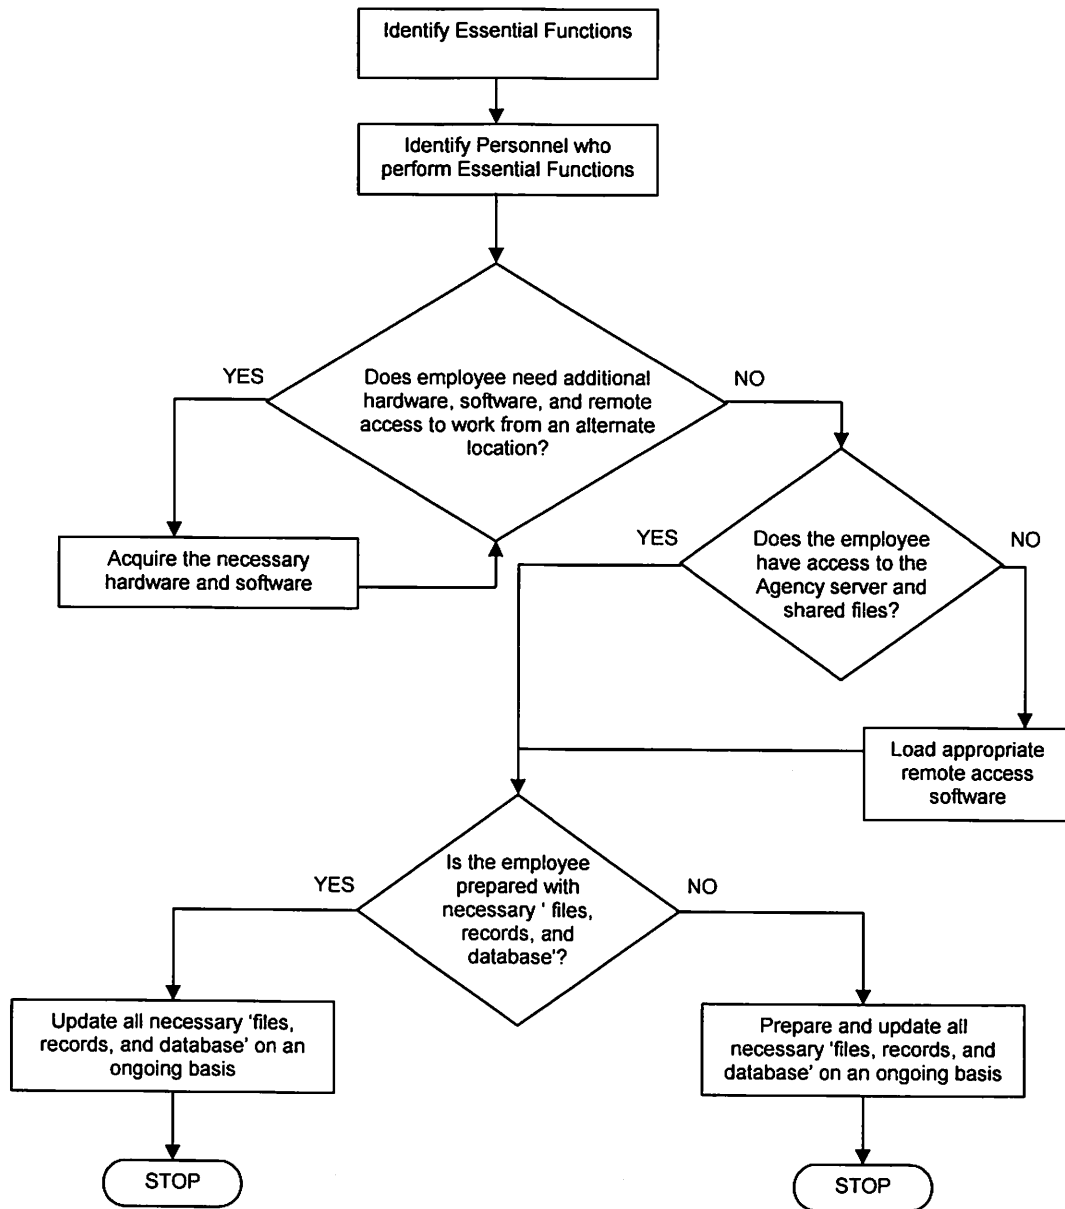 Identify Essential Functions
Identify Personnel who
perform Essential Functions
YES
NO
Does employee need additional
hardware, software, and remote
access to work from an alternate
location?
Acquire the necessary
hardware and software
YES
NO
Does the employee
have access to the
Agency server and
shared files?
Load appropriate
remote access
software
YES
NO
Is the employee
prepared with
necessary ' files,
records, and
database'?
Update all necessary 'files,
records, and database' on an
ongoing basis
Prepare and update all
necessary 'files, records, and
database' on an ongoing basis
STOP
STOP